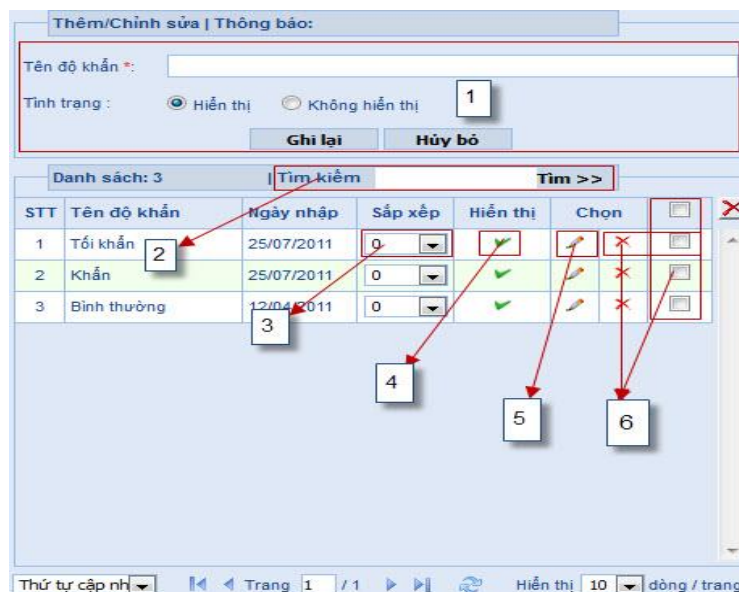 Thêm/Chỉnh sửa | Thông báo:
Tên độ khẩn *:
Tình trạng : Hiển thị Không hiển thị 1
Ghi lại Hủy bỏ
Danh sách: 3 | Tìm kiếm Tìm >>
STT Tên độ khẩn Ngày nhập Sắp xếp Hiển thị Chọn
1 Tối khẩn 25/07/2011 0
2
2 Khẩn 25/07/2011 0
3 Bình thường 12/04/2011 0
3
4
5 6
Thứ tự cập nh Trang 1 / 1 Hiển thị 10 dòng / trang